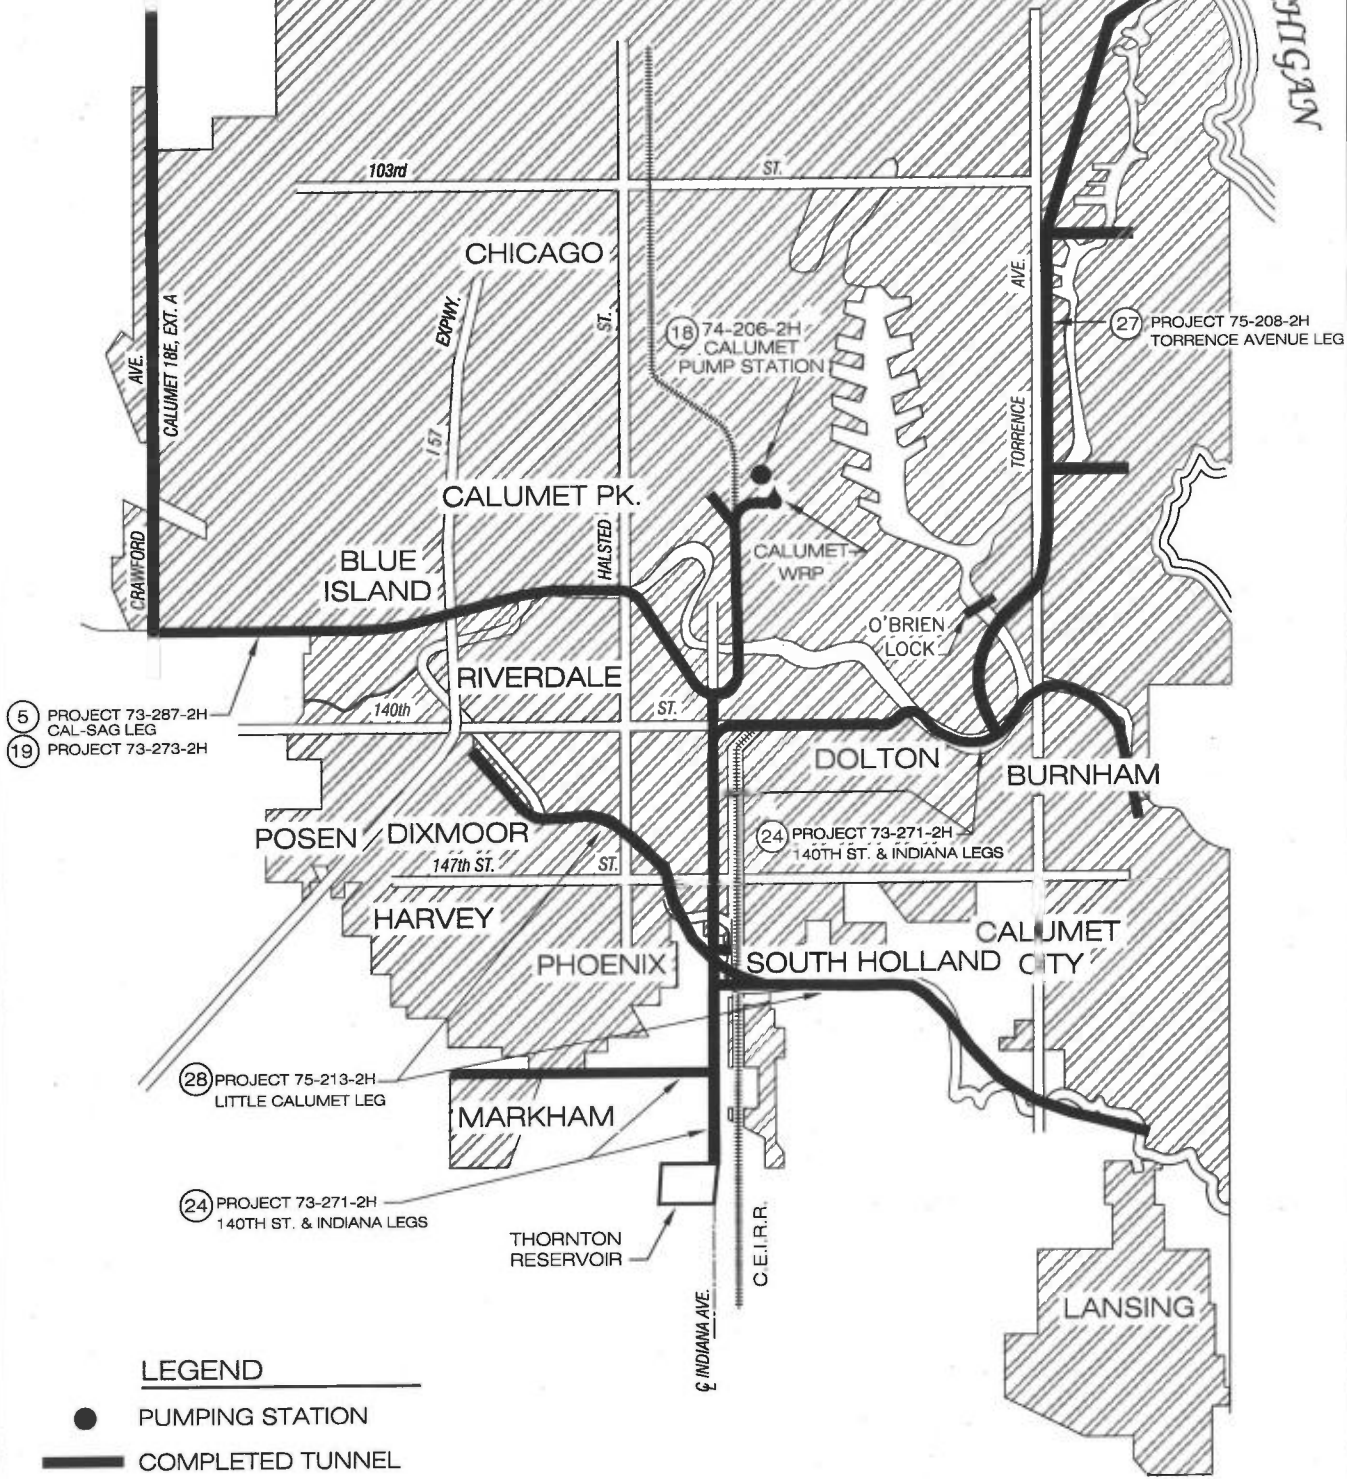 HIGAN
103rd
ST.
CHICAGO
AVE.
EXPWY.
ST.
18 74-206-2H
CALUMET
PUMP STATION
27 PROJECT 75-208-2H
TORRENCE AVENUE LEG
AVE.
CALUMET 18E, EXT. A
I 57
TORRENCE
CALUMET PK.
HALSTED
CRAWFORD
BLUE
ISLAND
CALUMET
WRP
O'BRIEN
LOCK
RIVERDALE
5 PROJECT 73-287-2H
CAL-SAG LEG
19 PROJECT 73-273-2H
140th
ST.
DOLTON
BURNHAM
POSEN
DIXMOOR
24 PROJECT 73-271-2H
140TH ST. & INDIANA LEGS
147th ST.
ST.
HARVEY
CALUMET
CITY
PHOENIX
SOUTH HOLLAND
28 PROJECT 75-213-2H
LITTLE CALUMET LEG
MARKHAM
24 PROJECT 73-271-2H
140TH ST. & INDIANA LEGS
THORNTON
RESERVOIR
C.E.I.R.R.
℄ INDIANA AVE.
LANSING
LEGEND
PUMPING STATION
COMPLETED TUNNEL